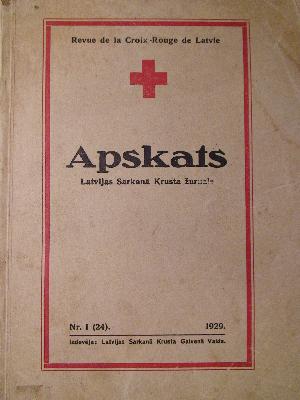 Revue de la Croix-Rouge de Latvie
Apskats
Latvijas Sarkanā Krusta žurnals
Nr. 1 (24). 1929.
Izdevējs: Latvijas Sarkanā Krusta Galvenā Valde.